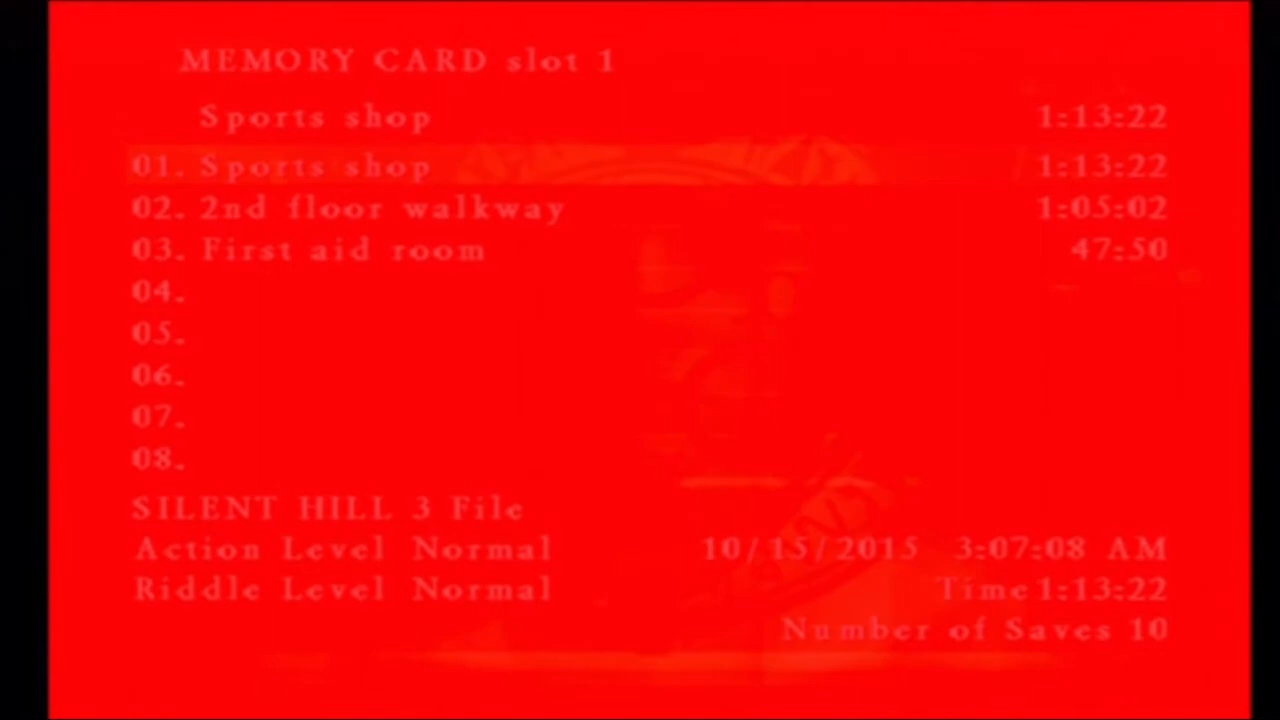 MEMORY CARD slot 1
Sports shop 1:13:22
01. Sports shop 1:13:22
02. 2nd floor walkway 1:05:02
03. First aid room 47:50
04.
05.
06.
07.
08.
SILENT HILL 3 File
Action Level Normal 10/15/2015 3:07:08 AM
Riddle Level Normal Time 1:13:22
Number of Saves 10